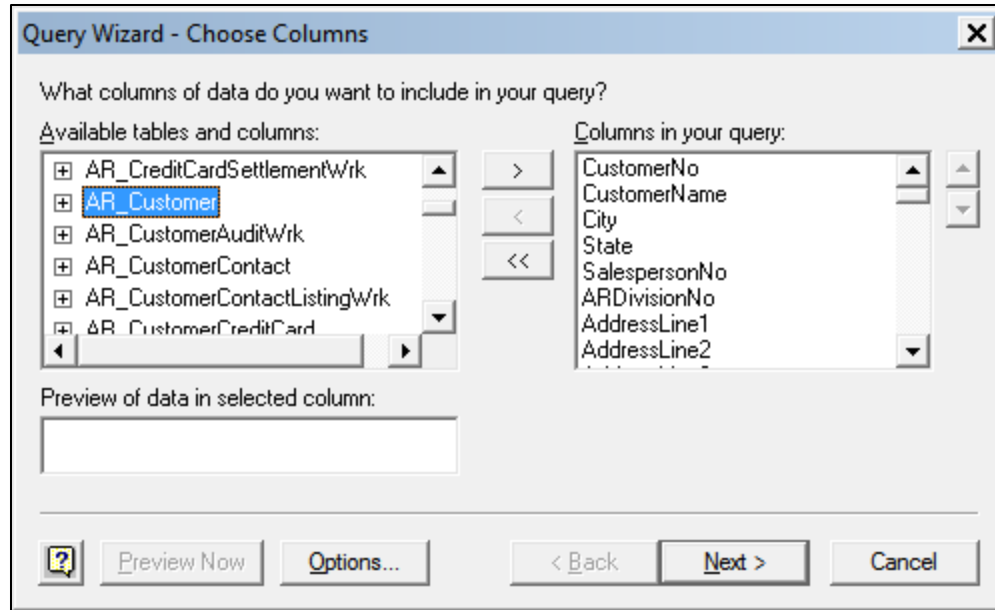 Query Wizard - Choose Columns
What columns of data do you want to include in your query?
Available tables and columns:
AR_CreditCardSettlementWrk
AR_Customer
AR_CustomerAuditWrk
AR_CustomerContact
AR_CustomerContactListingWrk
AR_CustomerCreditCard
>
<
<<
Columns in your query:
CustomerNo
CustomerName
City
State
SalespersonNo
ARDivisionNo
AddressLine1
AddressLine2
Preview of data in selected column:
?
Preview Now
Options...
< Back
Next >
Cancel